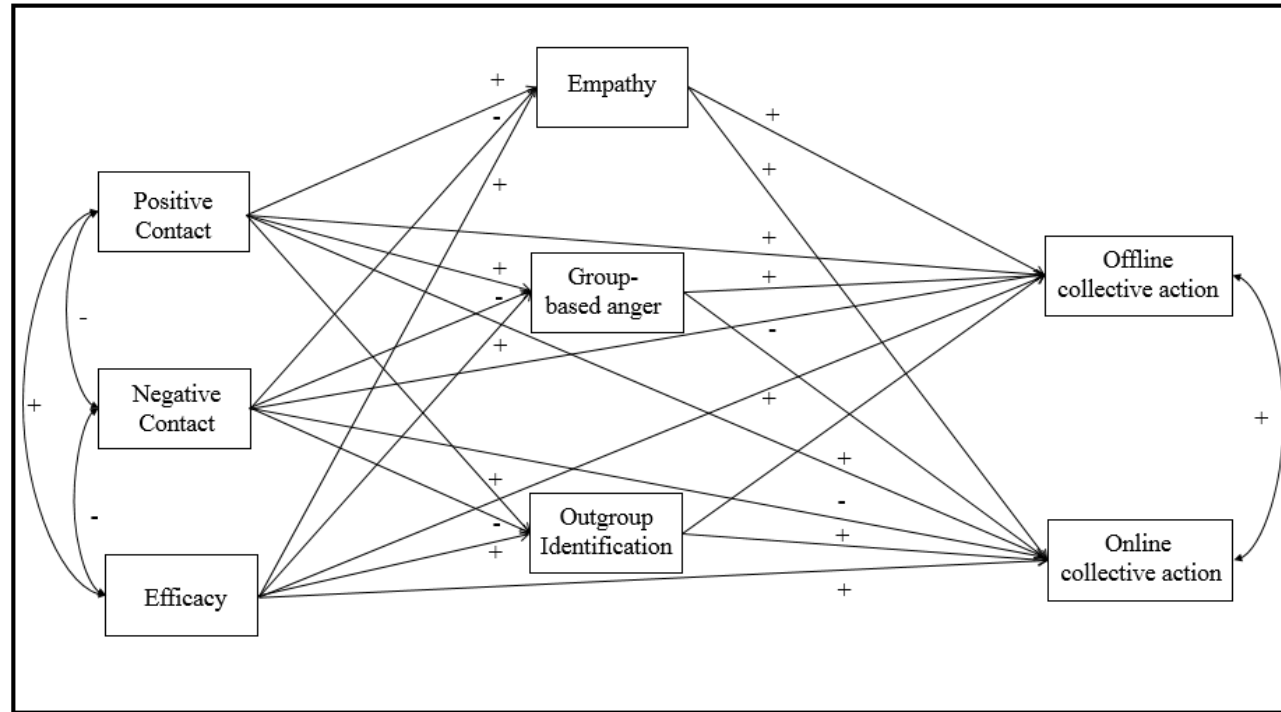 +
Empathy
-
+
+
+
Positive
Contact
+
Offline
collective action
+
Group-
based anger
+
-
-
-
+
Negative
Contact
+
+
+
+
+
-
-
Outgroup
Identification
-
+
+
Online
collective action
Efficacy
+